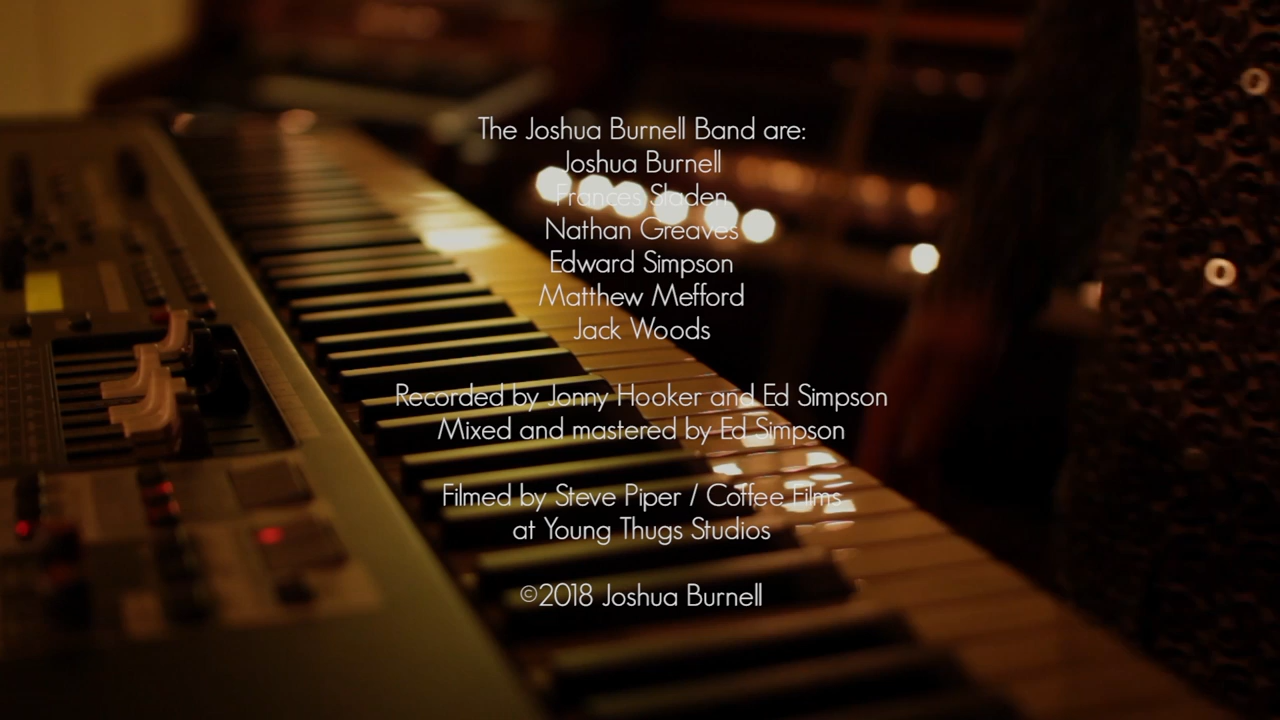 The Joshua Burnell Band are:
Joshua Burnell
Frances Sladen
Nathan Greaves
Edward Simpson
Matthew Mefford
Jack Woods
Recorded by Jonny Hooker and Ed Simpson
Mixed and mastered by Ed Simpson
Filmed by Steve Piper / Coffee Films
at Young Thugs Studios
©2018 Joshua Burnell